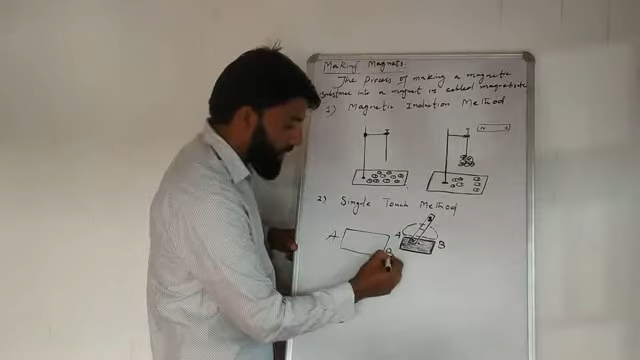 Making Magnets:
The process of making a magnetic
substance into a magnet is called magnetisation
1) Magnetic Induction Method
N
2) Single Touch Method
A
A B